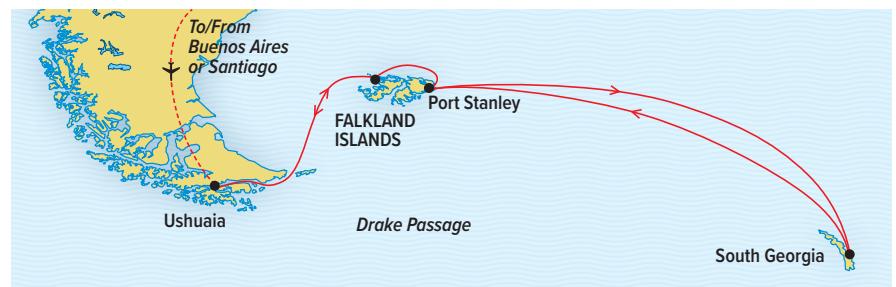 To/From
Buenos Aires
or Santiago
Port Stanley
FALKLAND
ISLANDS
Ushuaia
Drake Passage
South Georgia